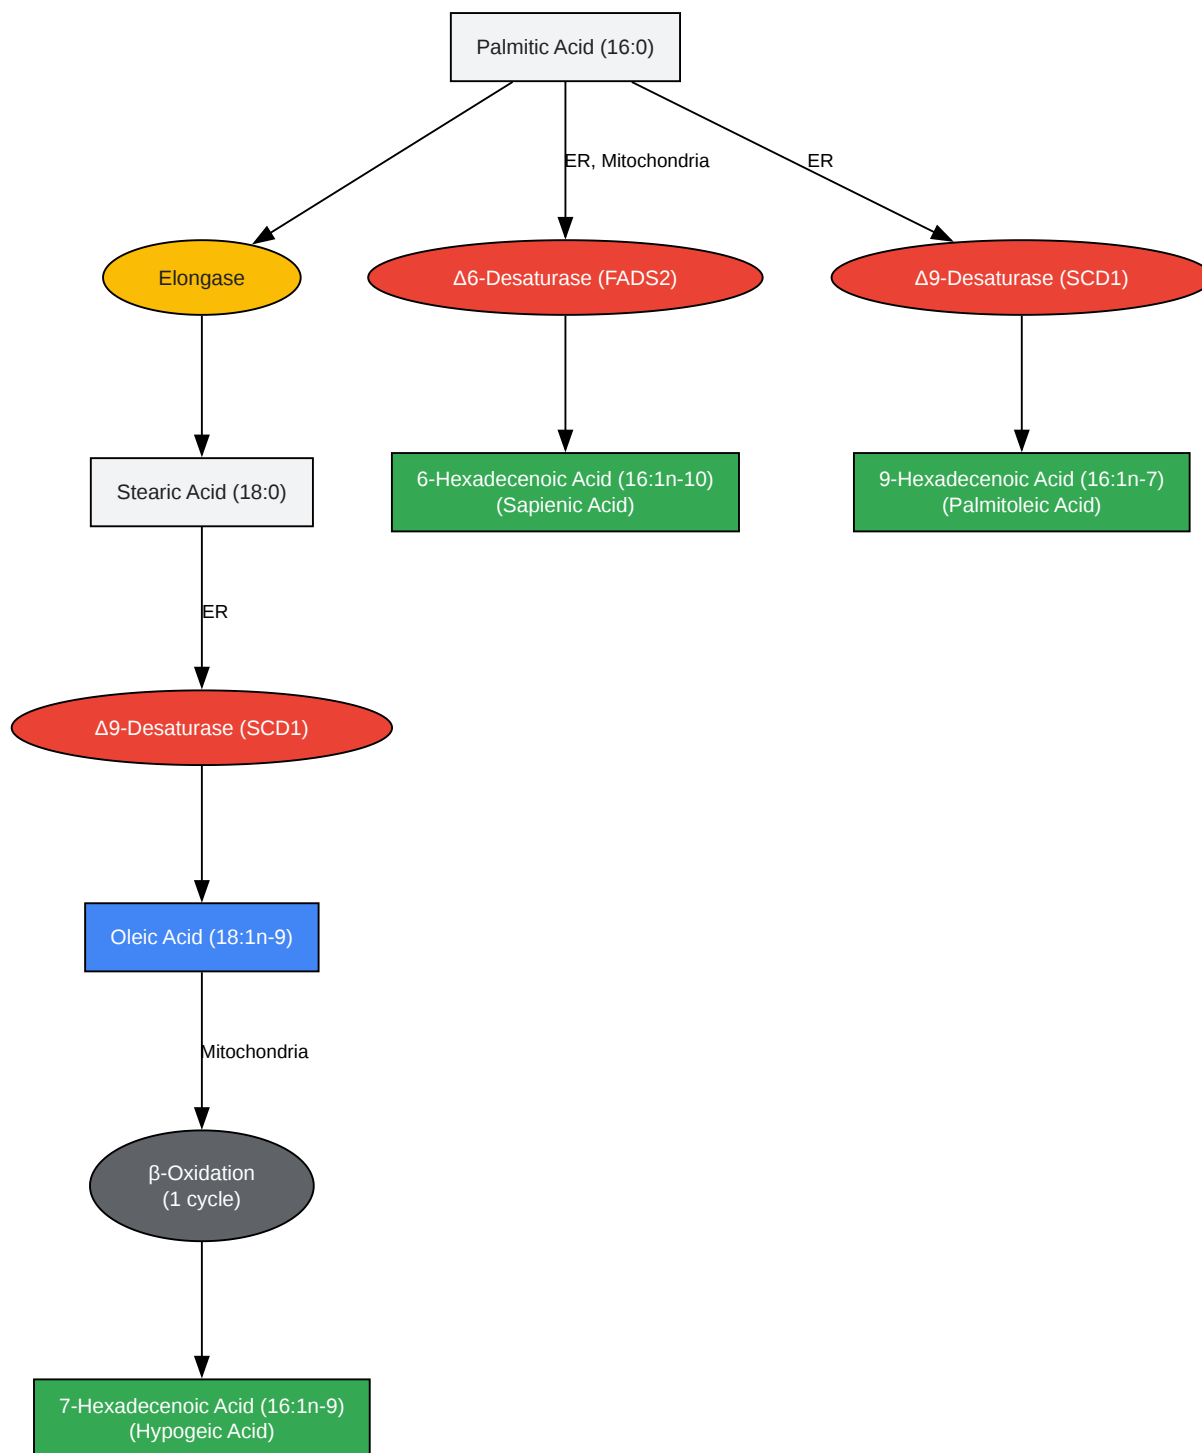 Palmitic Acid (16:0)
ER, Mitochondria
ER
Elongase
Δ6-Desaturase (FADS2)
Δ9-Desaturase (SCD1)
Stearic Acid (18:0)
6-Hexadecenoic Acid (16:1n-10)
(Sapienic Acid)
9-Hexadecenoic Acid (16:1n-7)
(Palmitoleic Acid)
ER
Δ9-Desaturase (SCD1)
Oleic Acid (18:1n-9)
Mitochondria
β-Oxidation
(1 cycle)
7-Hexadecenoic Acid (16:1n-9)
(Hypogeic Acid)